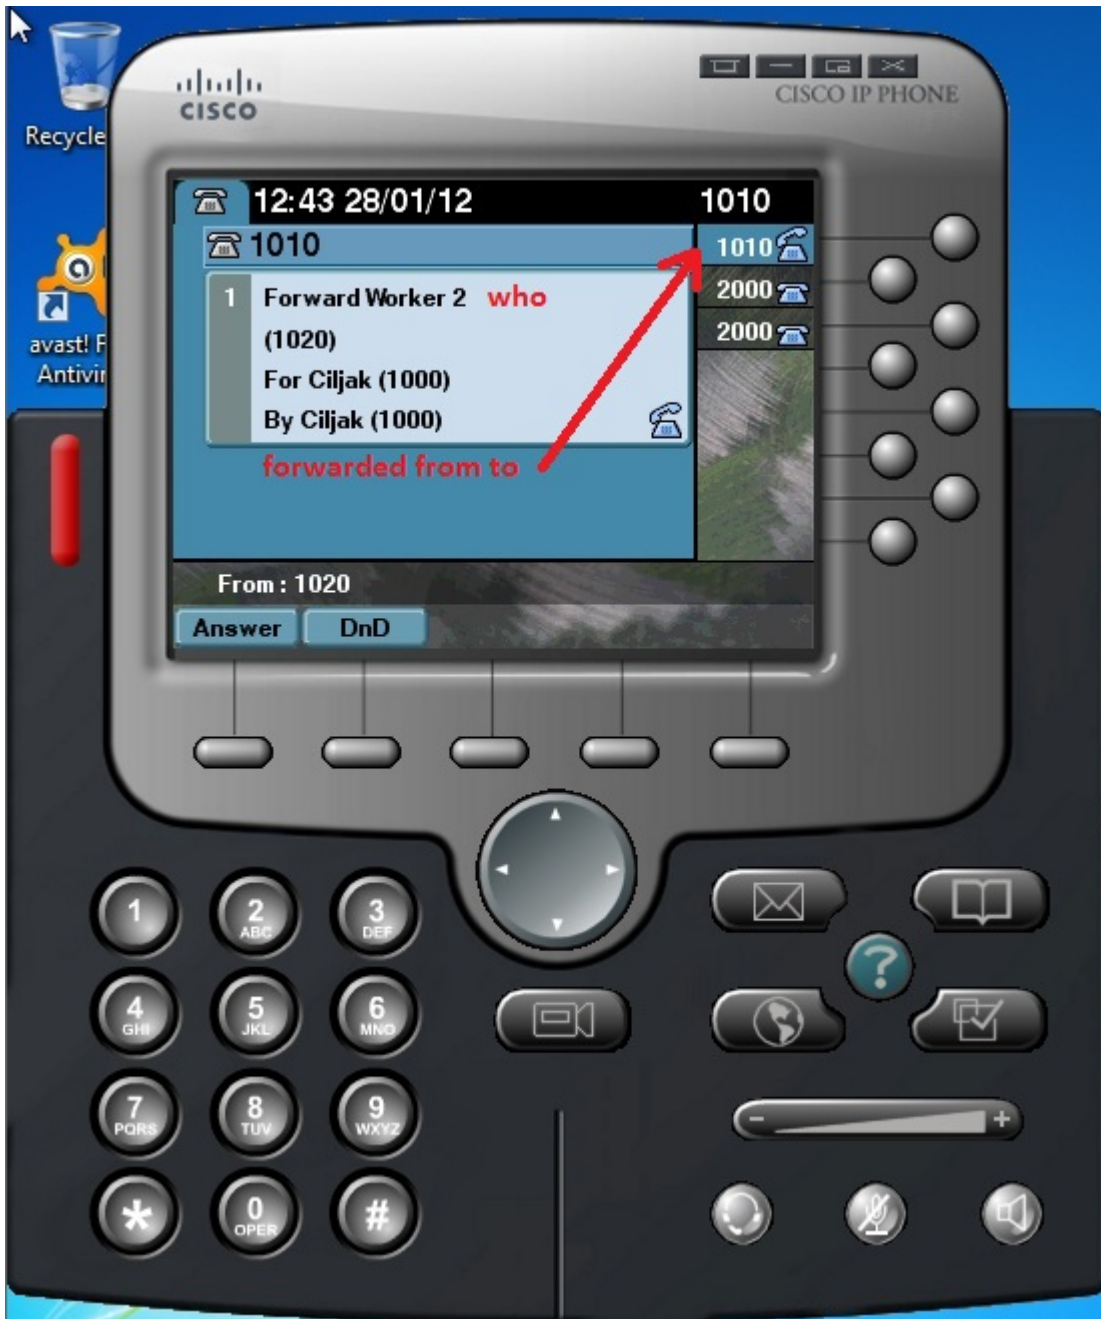 CISCO
CISCO IP PHONE
Recycle
12:43 28/01/12 1010
1010
1010
2000
2000
1 Forward Worker 2 who
(1020)
For Ciljak (1000)
By Ciljak (1000)
forwarded from to
avast! F
Antivir
From : 1020
Answer DnD
1
2
ABC
3
DEF
4
GHI
5
JKL
6
MNO
7
PQRS
8
TUV
9
WXYZ
*
0
OPER
#
?
- +